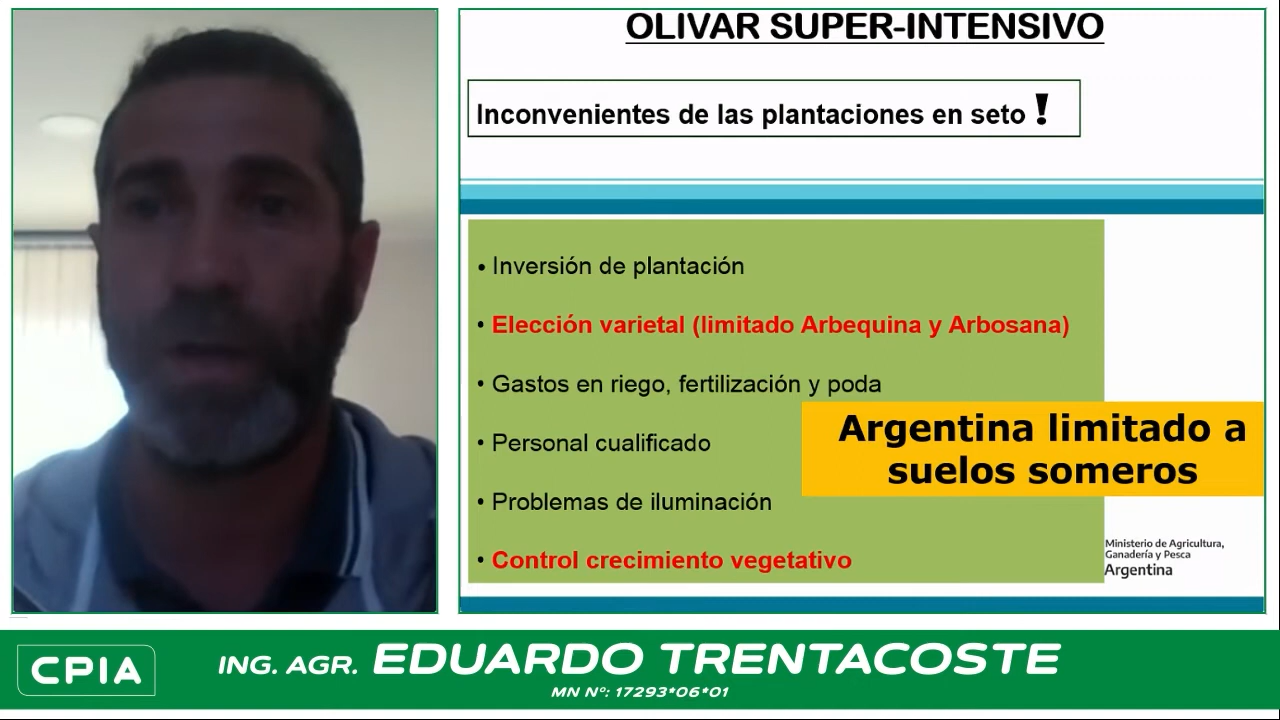 OLIVAR SUPER-INTENSIVO
Inconvenientes de las plantaciones en seto !
• Inversión de plantación
• Elección varietal (limitado Arbequina y Arbosana)
• Gastos en riego, fertilización y poda
• Personal cualificado
• Problemas de iluminación
• Control crecimiento vegetativo
Argentina limitado a
suelos someros
Ministerio de Agricultura,
Ganadería y Pesca
Argentina
CPIA
ING. AGR. EDUARDO TRENTACOSTE
MN Nº: 17293*06*01